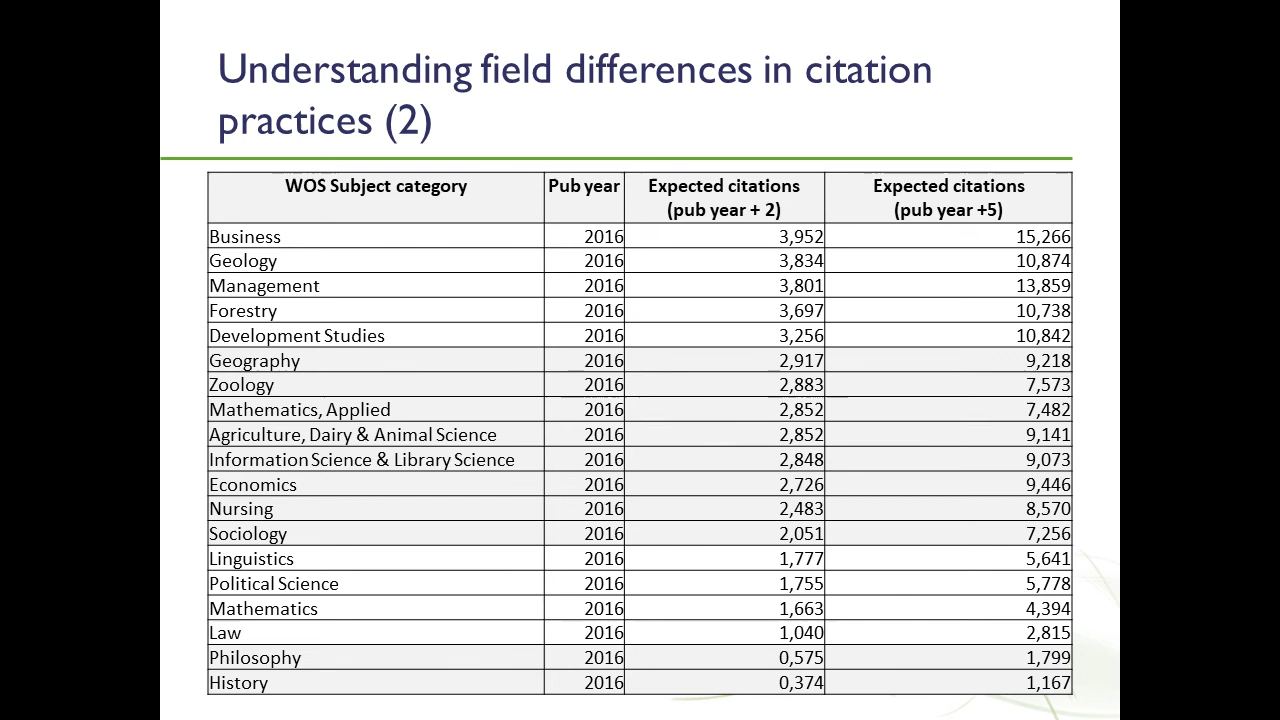 Understanding field differences in citation
practices (2)
WOS Subject category Pub year Expected citations (pub year + 2) Expected citations (pub year +5)
Business 2016 3,952 15,266
Geology 2016 3,834 10,874
Management 2016 3,801 13,859
Forestry 2016 3,697 10,738
Development Studies 2016 3,256 10,842
Geography 2016 2,917 9,218
Zoology 2016 2,883 7,573
Mathematics, Applied 2016 2,852 7,482
Agriculture, Dairy & Animal Science 2016 2,852 9,141
Information Science & Library Science 2016 2,848 9,073
Economics 2016 2,726 9,446
Nursing 2016 2,483 8,570
Sociology 2016 2,051 7,256
Linguistics 2016 1,777 5,641
Political Science 2016 1,755 5,778
Mathematics 2016 1,663 4,394
Law 2016 1,040 2,815
Philosophy 2016 0,575 1,799
History 2016 0,374 1,167